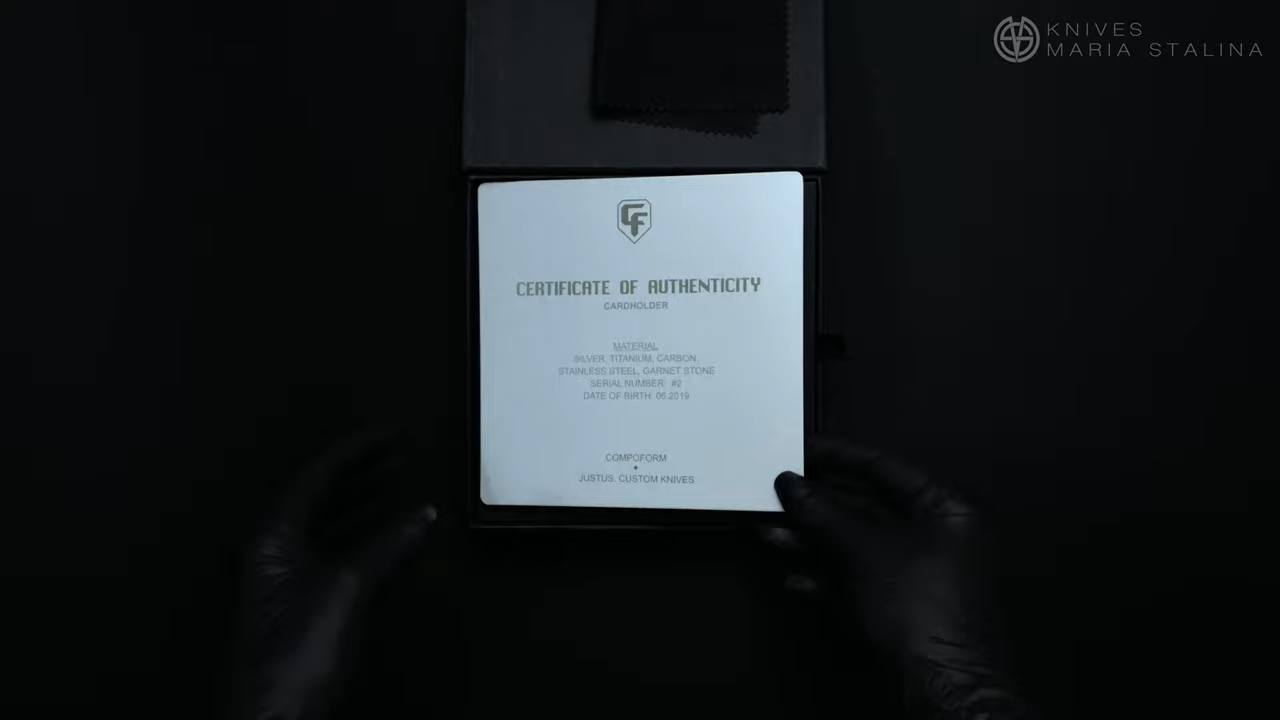 KNIVES
MARIA STALINA
CF
CERTIFICATE OF AUTHENTICITY
CARDHOLDER
MATERIAL
SILVER, TITANIUM, CARBON,
STAINLESS STEEL, GARNET STONE
SERIAL NUMBER: #2
DATE OF BIRTH: 06.2019
COMPOFORM
•
JUSTUS. CUSTOM KNIVES